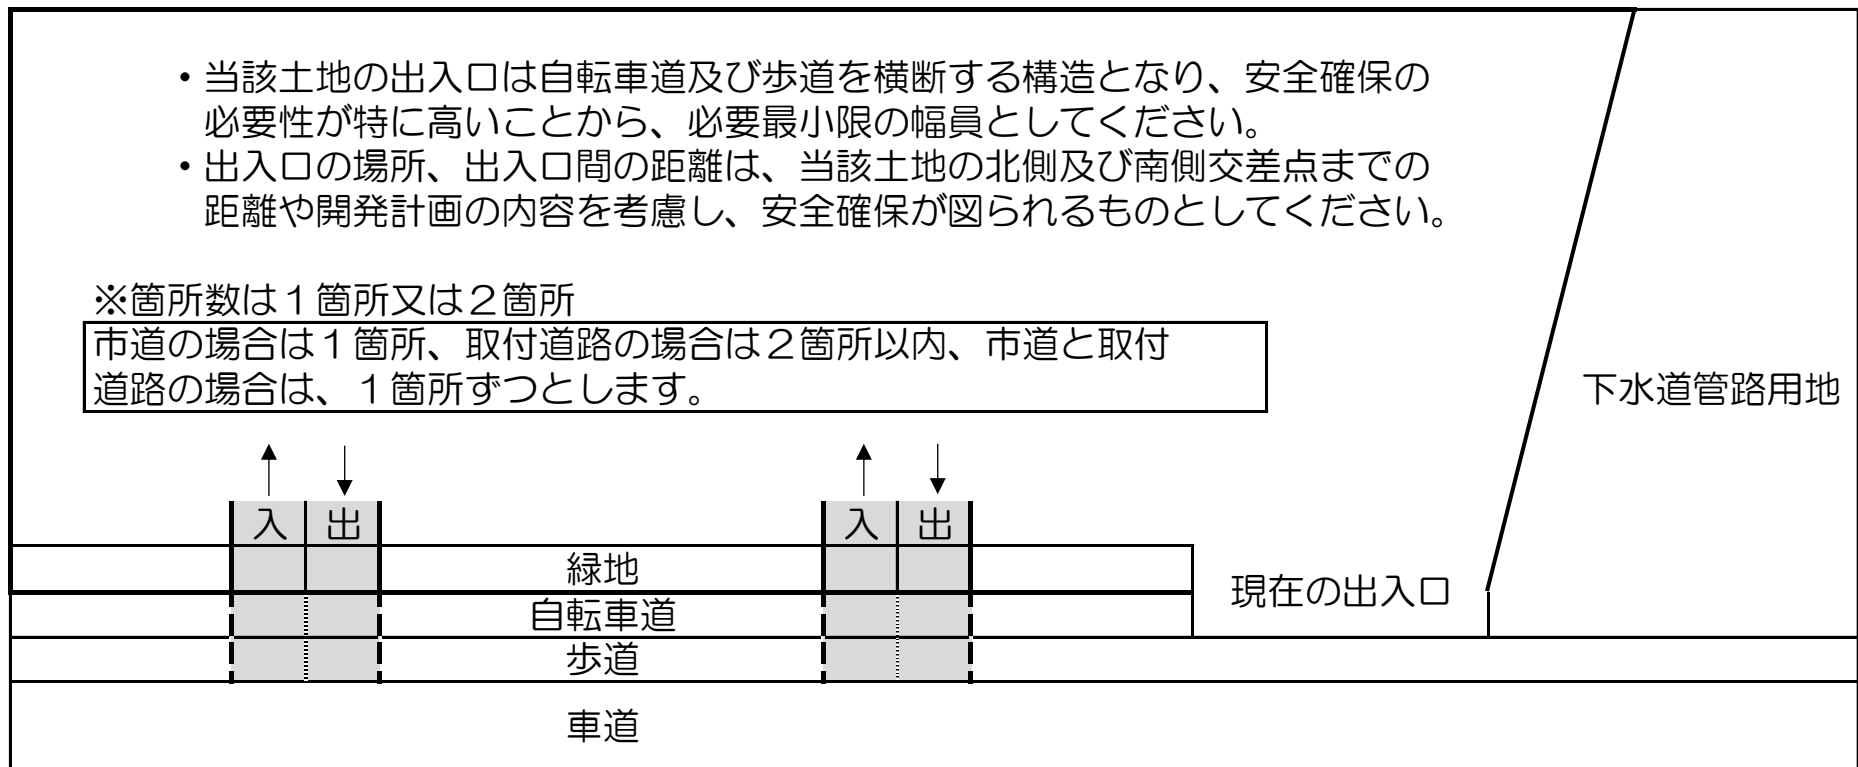 ・当該土地の出入口は自転車道及び歩道を横断する構造となり、安全確保の
必要性が特に高いことから、必要最小限の幅員としてください。
・出入口の場所、出入口間の距離は、当該土地の北側及び南側交差点までの
距離や開発計画の内容を考慮し、安全確保が図られるものとしてください。
※箇所数は１箇所又は２箇所
市道の場合は１箇所、取付道路の場合は２箇所以内、市道と取付
道路の場合は、１箇所ずつとします。
下水道管路用地
入 出 入 出
緑地
現在の出入口
自転車道
歩道
車道